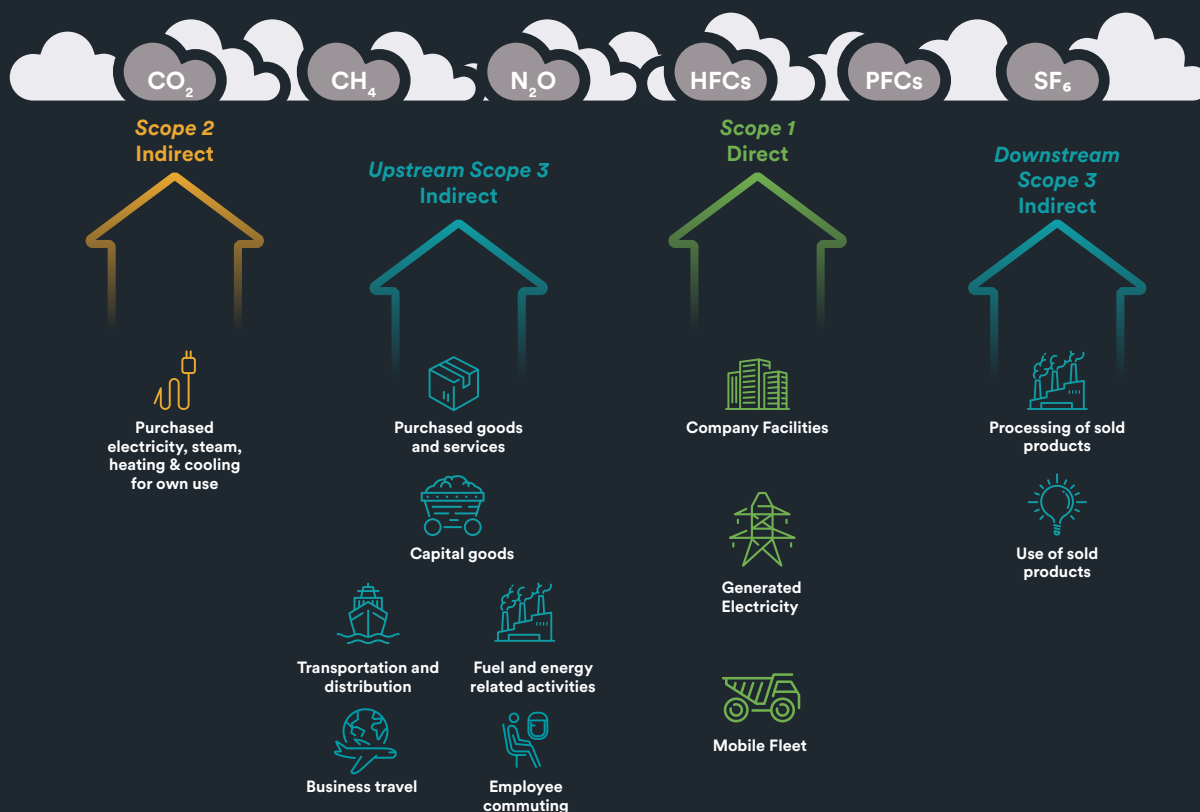 CO₂
CH₄
N₂O
HFCs
PFCs
SF₆
Scope 2
Indirect
Purchased
electricity, steam,
heating & cooling
for own use
Upstream Scope 3
Indirect
Purchased goods
and services
Capital goods
Transportation and
distribution
Fuel and energy
related activities
Business travel
Employee
commuting
Scope 1
Direct
Company Facilities
Generated
Electricity
Mobile Fleet
Downstream
Scope 3
Indirect
Processing of sold
products
Use of sold
products